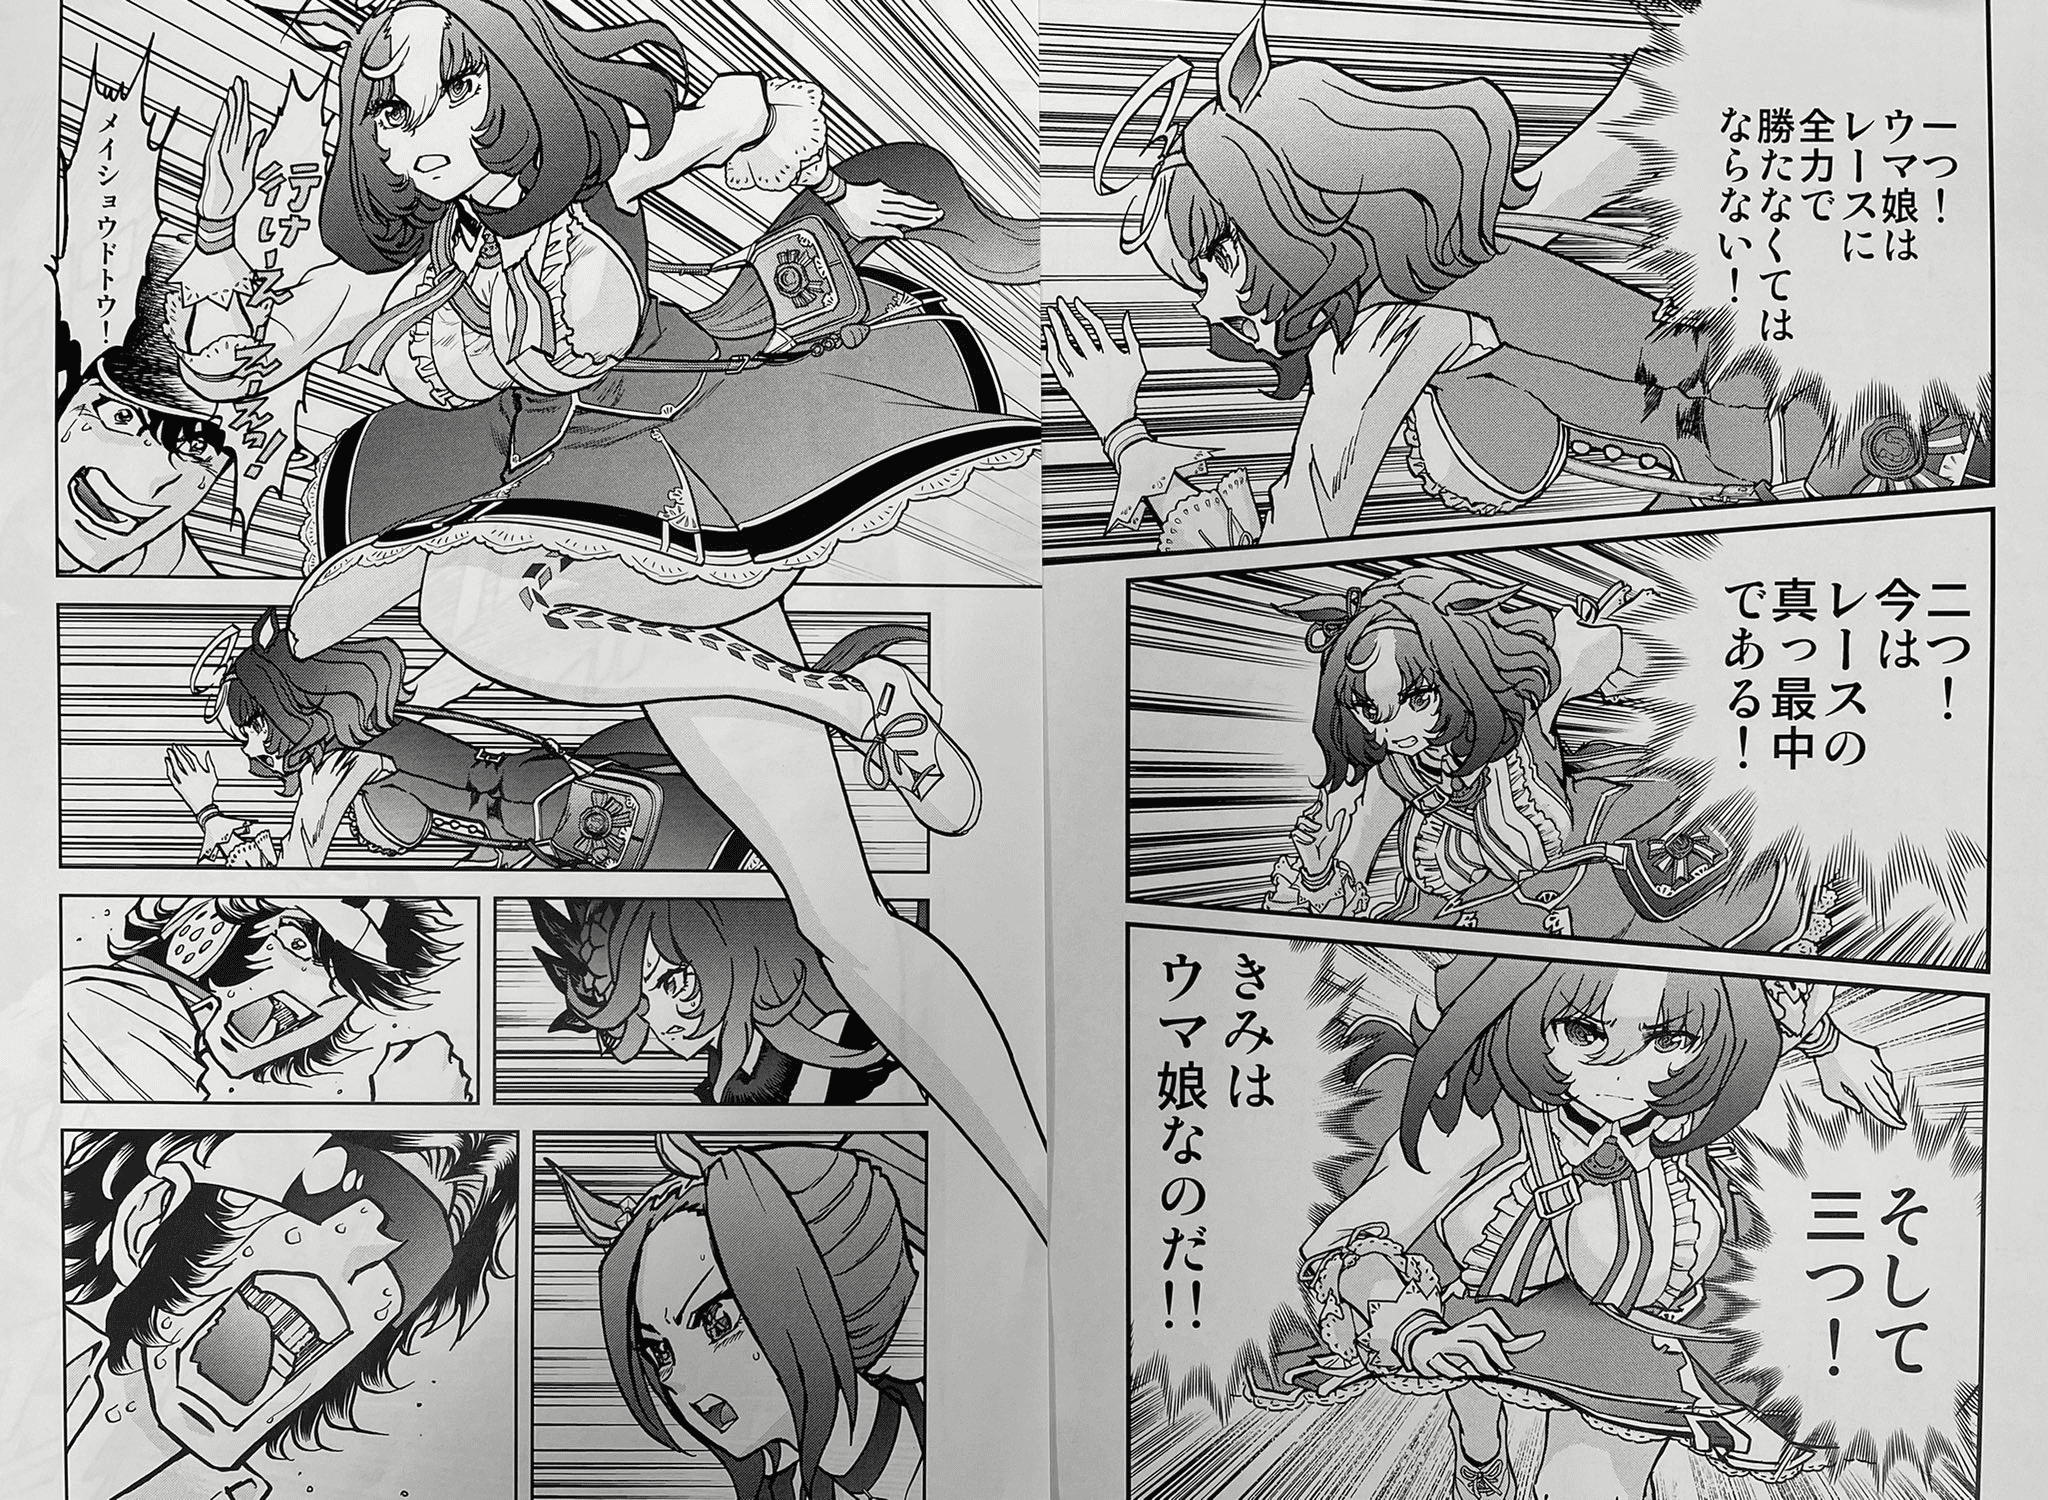 一つ！
ウマ娘は
レースに
全力で
勝たなくては
ならない！
二つ！
今は
レースの
真っ最中
である！
そして
三つ！
きみは
ウマ娘なのだ!!
行けーえーえーえっ！
メイショウドトウ！